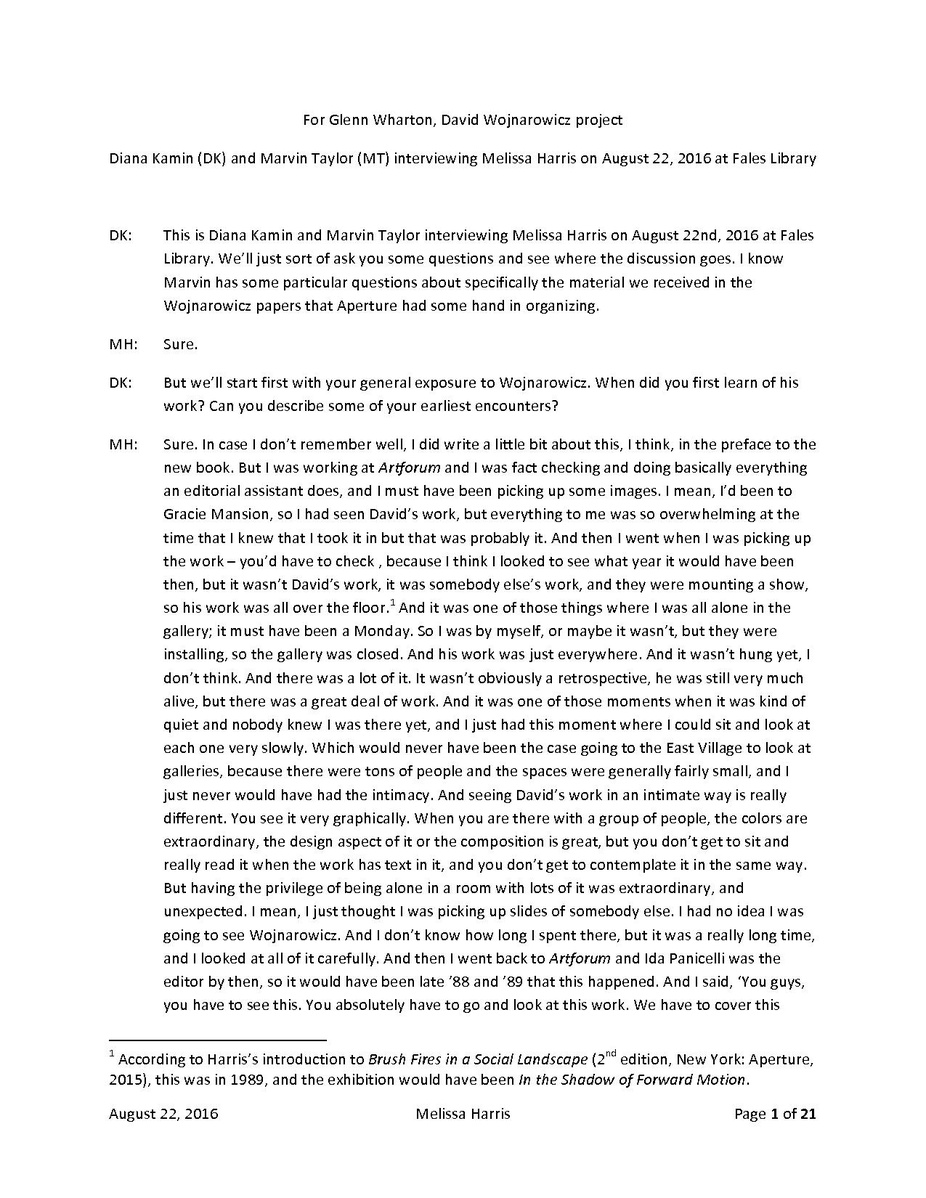 For Glenn Wharton, David Wojnarowicz project
Diana Kamin (DK) and Marvin Taylor (MT) interviewing Melissa Harris on August 22, 2016 at Fales Library
DK: This is Diana Kamin and Marvin Taylor interviewing Melissa Harris on August 22nd, 2016 at Fales
Library. We’ll just sort of ask you some questions and see where the discussion goes. I know
Marvin has some particular questions about specifically the material we received in the
Wojnarowicz papers that Aperture had some hand in organizing.
MH: Sure.
DK: But we’ll start first with your general exposure to Wojnarowicz. When did you first learn of his
work? Can you describe some of your earliest encounters?
MH: Sure. In case I don’t remember well, I did write a little bit about this, I think, in the preface to the
new book. But I was working at Artforum and I was fact checking and doing basically everything
an editorial assistant does, and I must have been picking up some images. I mean, I’d been to
Gracie Mansion, so I had seen David’s work, but everything to me was so overwhelming at the
time that I knew that I took it in but that was probably it. And then I went when I was picking up
the work – you’d have to check , because I think I looked to see what year it would have been
then, but it wasn’t David’s work, it was somebody else’s work, and they were mounting a show,
so his work was all over the floor.1 And it was one of those things where I was all alone in the
gallery; it must have been a Monday. So I was by myself, or maybe it wasn’t, but they were
installing, so the gallery was closed. And his work was just everywhere. And it wasn’t hung yet, I
don’t think. And there was a lot of it. It wasn’t obviously a retrospective, he was still very much
alive, but there was a great deal of work. And it was one of those moments when it was kind of
quiet and nobody knew I was there yet, and I just had this moment where I could sit and look at
each one very slowly. Which would never have been the case going to the East Village to look at
galleries, because there were tons of people and the spaces were generally fairly small, and I
just never would have had the intimacy. And seeing David’s work in an intimate way is really
different. You see it very graphically. When you are there with a group of people, the colors are
extraordinary, the design aspect of it or the composition is great, but you don’t get to sit and
really read it when the work has text in it, and you don’t get to contemplate it in the same way.
But having the privilege of being alone in a room with lots of it was extraordinary, and
unexpected. I mean, I just thought I was picking up slides of somebody else. I had no idea I was
going to see Wojnarowicz. And I don’t know how long I spent there, but it was a really long time,
and I looked at all of it carefully. And then I went back to Artforum and Ida Panicelli was the
editor by then, so it would have been late ’88 and ’89 that this happened. And I said, ‘You guys,
you have to see this. You absolutely have to go and look at this work. We have to cover this
1 According to Harris’s introduction to Brush Fires in a Social Landscape (2nd edition, New York: Aperture,
2015), this was in 1989, and the exhibition would have been In the Shadow of Forward Motion.
August 22, 2016 Melissa Harris Page 1 of 21